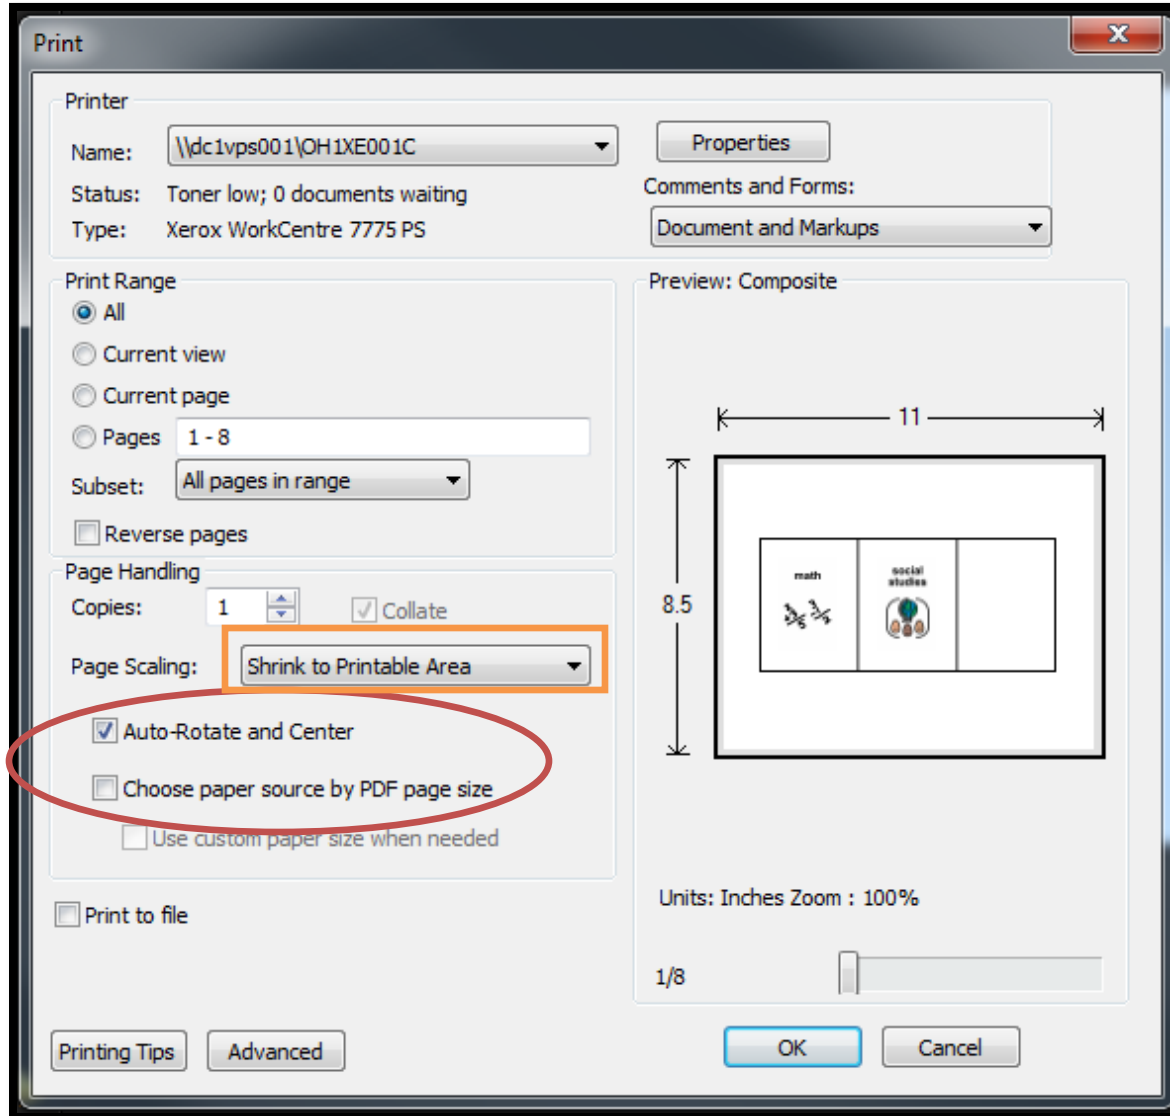 Print
Printer
Name: \\dc1vps001\OH1XE001C Properties
Status: Toner low; 0 documents waiting Comments and Forms:
Type: Xerox WorkCentre 7775 PS Document and Markups
Print Range
All
Current view
Current page
Pages 1 - 8
Subset: All pages in range
Reverse pages
Page Handling
Copies: 1 Collate
Page Scaling: Shrink to Printable Area
Auto-Rotate and Center
Choose paper source by PDF page size
Use custom paper size when needed
Print to file
Printing Tips Advanced
Preview: Composite
11
8.5
math
social
studies
Units: Inches Zoom : 100%
1/8
OK Cancel